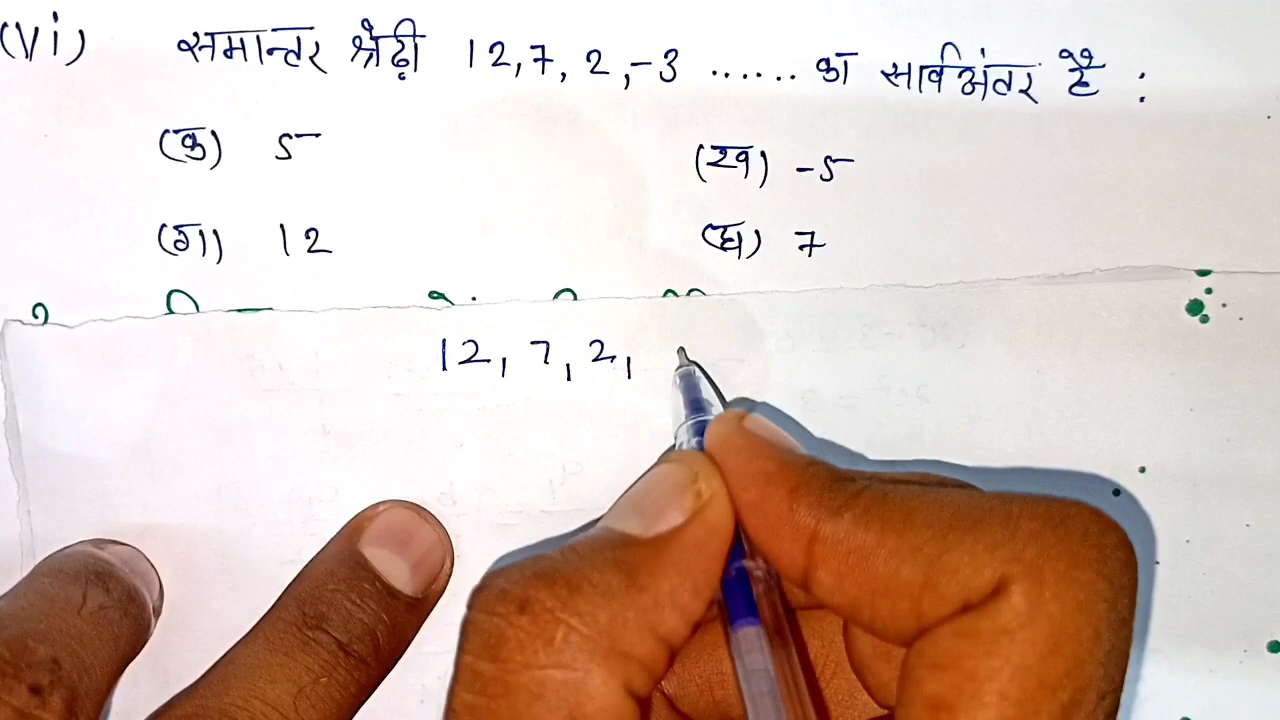 (vi) समान्तर श्रेढ़ी 12, 7, 2, -3 ...... का सार्वअंतर है :
(क) 5 (ख) -5
(ग) 12 (घ) 7
12, 7, 2,